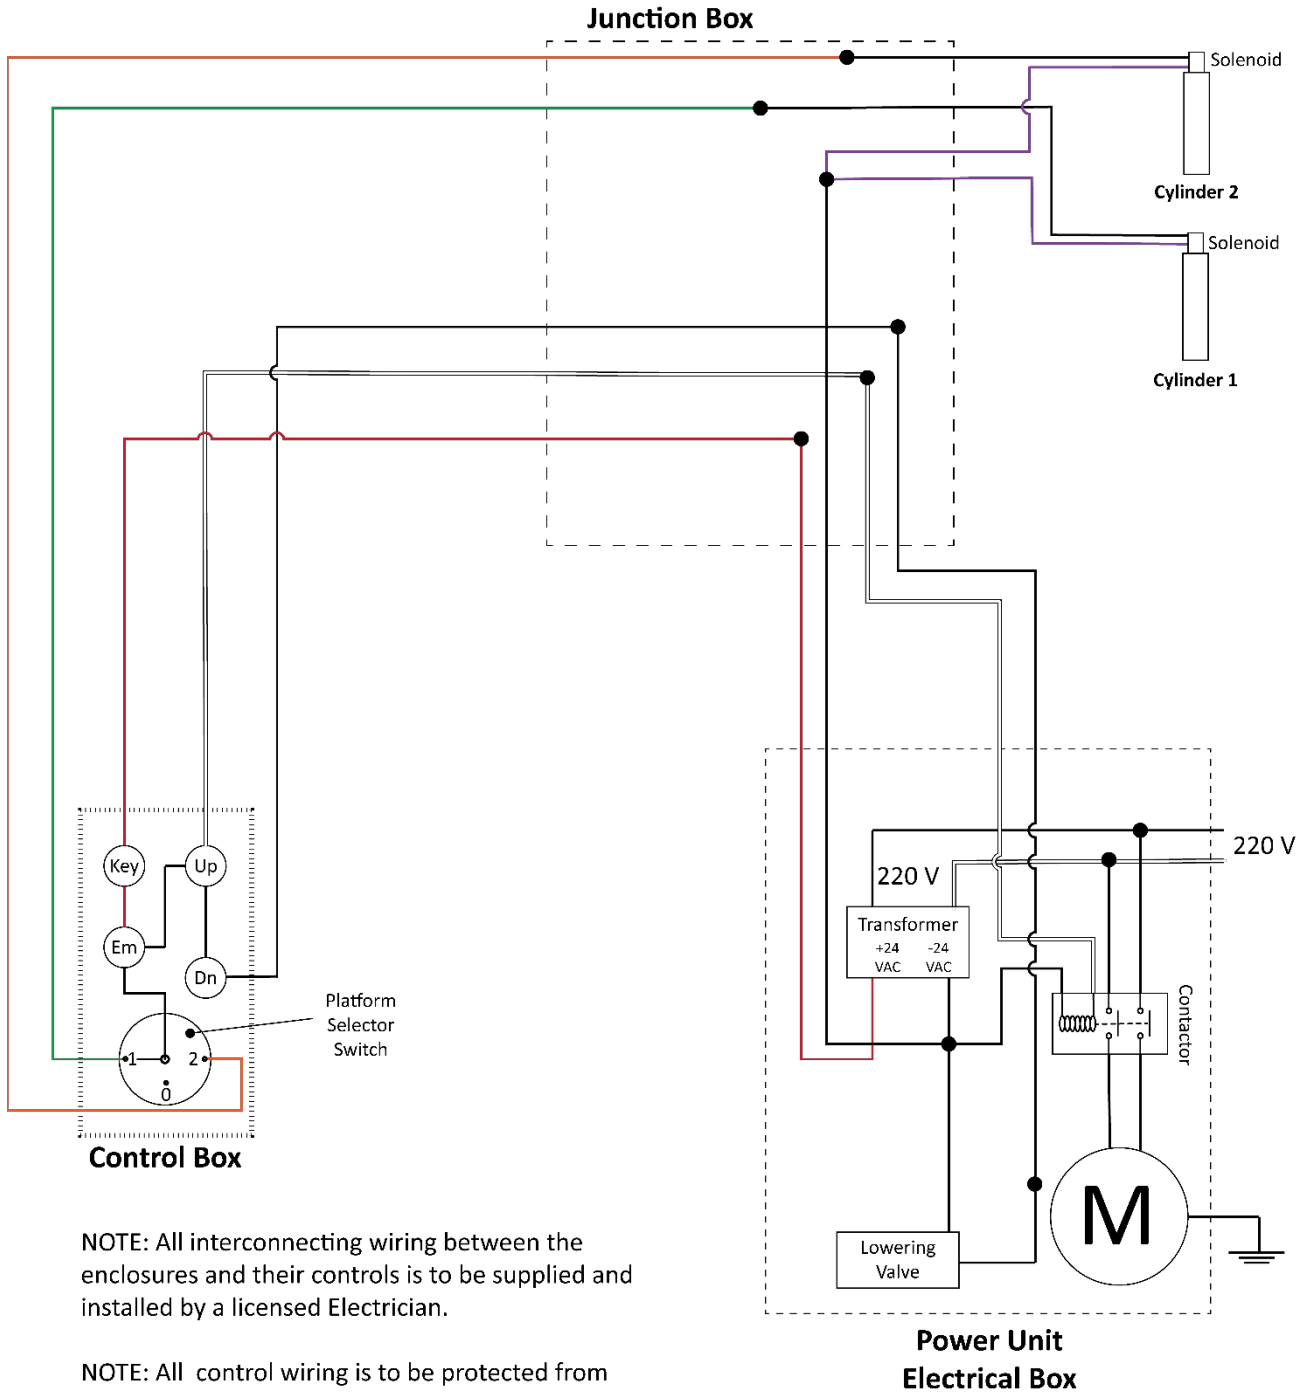 Junction Box
Solenoid
Cylinder 2
Solenoid
Cylinder 1
220 V
220 V
Transformer
+24 -24
VAC VAC
Contactor
Key Up
Em
Dn
Platform
Selector
Switch
1 2
0
Control Box
M
Lowering
Valve
Power Unit
Electrical Box
NOTE: All interconnecting wiring between the
enclosures and their controls is to be supplied and
installed by a licensed Electrician.
NOTE: All control wiring is to be protected from